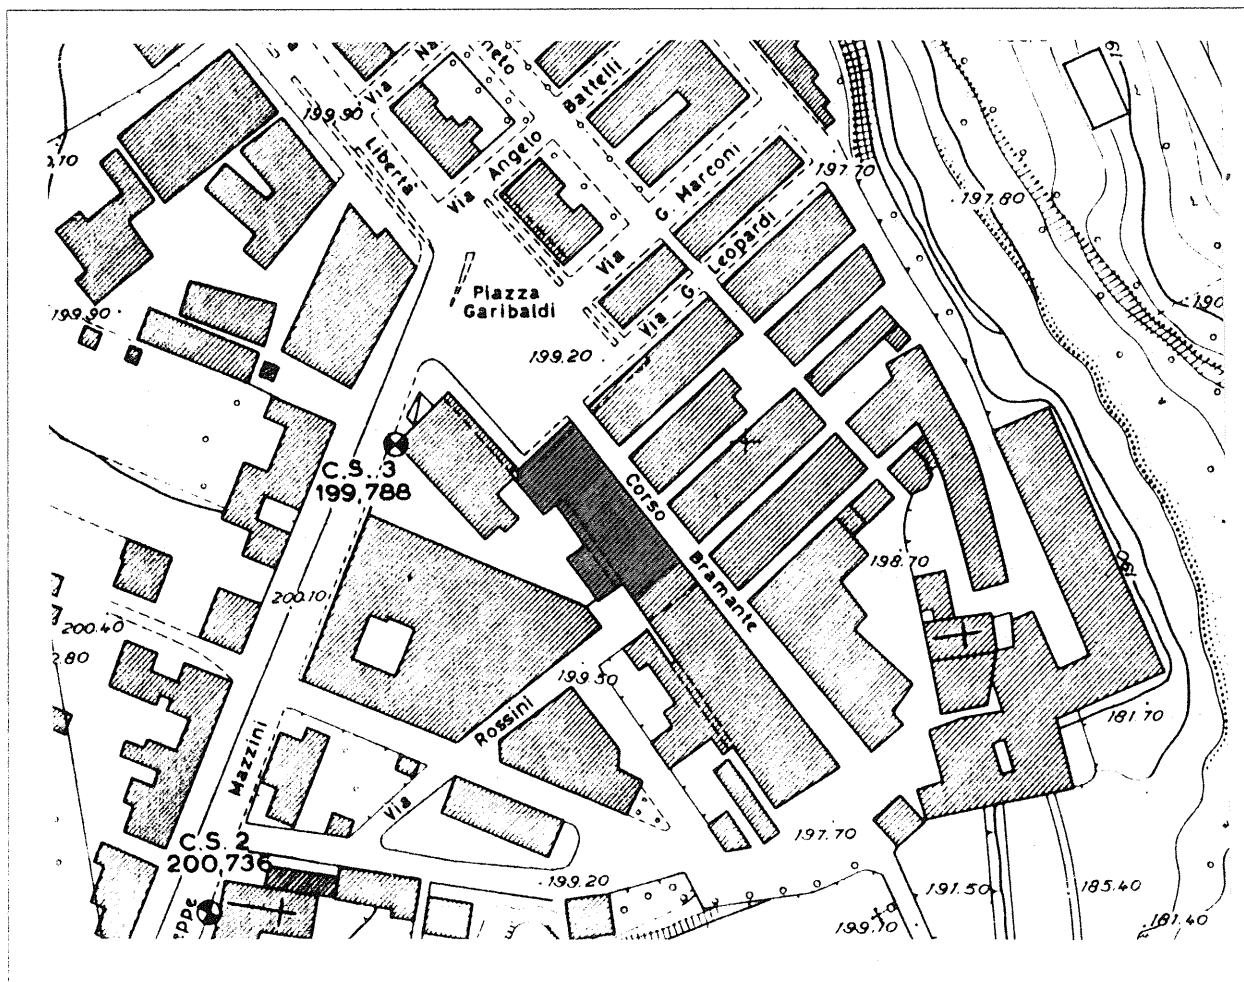 Via
Battelli
199.90
Libertà
Via Angelo
Via G. Marconi
197.70
197.80
Via G. Leopardi
Piazza
Garibaldi
199.90
199.20
C.S. 3
199,788
Corso Bramante
198.70
200.10
200.40
199.50
Via Rossini
181.70
Mazzini
C.S. 2
200,736
197.70
199.20
191.50
185.40
181.40
199.10